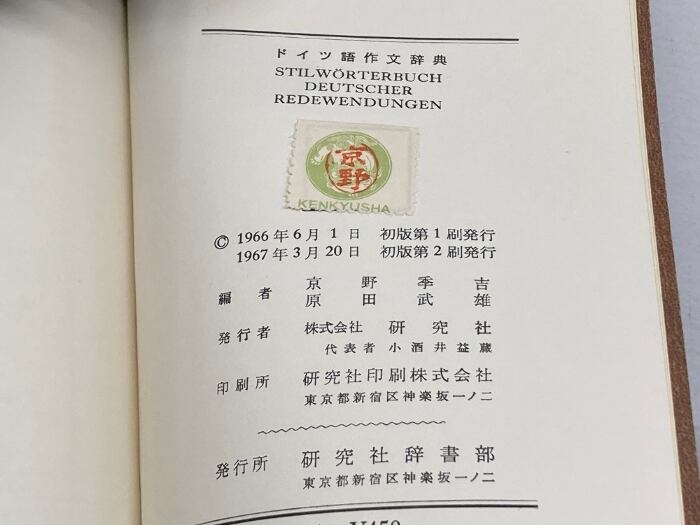 ドイツ語作文辞典
STILWÖRTERBUCH
DEUTSCHER
REDEWENDUNGEN
京野
KENKYUSHA
© 1966年6月1日 初版第1刷発行
1967年3月20日 初版第2刷発行
編者 京野季吉
原田武雄
発行者 株式会社 研究社
代表者 小酒井益蔵
印刷所 研究社印刷株式会社
東京都新宿区神楽坂一ノ二
発行所 研究社辞書部
東京都新宿区神楽坂一ノ二